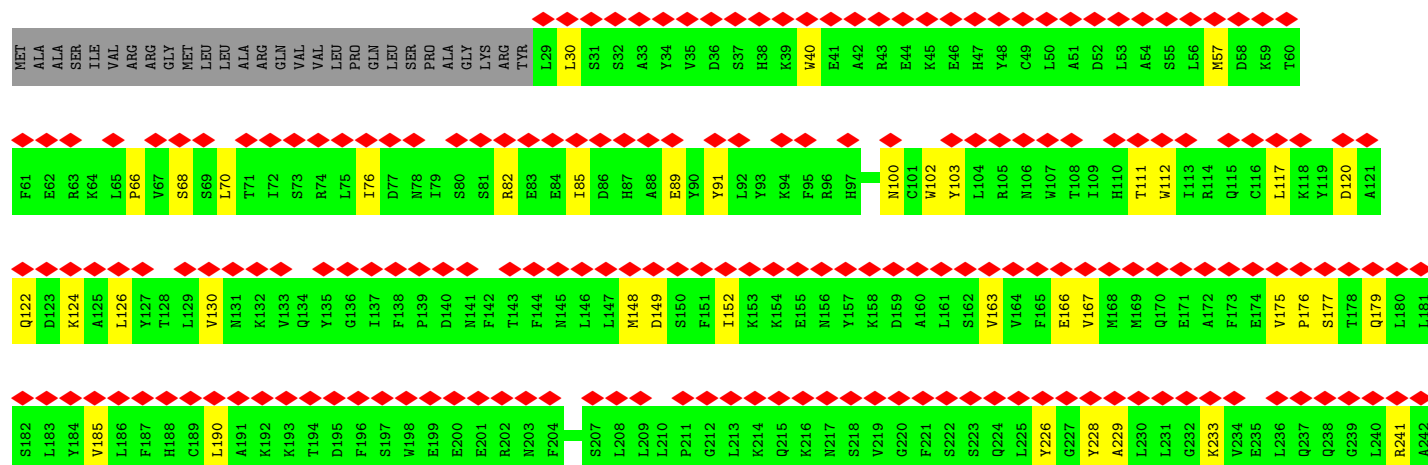 MET ALA ALA SER ILE VAL ARG ARG GLY MET LEU LEU ALA ARG GLN VAL VAL LEU PRO GLN LEU SER PRO ALA GLY LYS ARG TYR L29 L30 S31 S32 A33 Y34 V35 D36 S37 H38 K39 W40 E41 A42 R43 E44 K45 E46 H47 Y48 C49 L50 A51 D52 L53 A54 S55 L56 M57 D58 K59 T60
F61 E62 R63 K64 L65 P66 V67 S68 S69 L70 T71 I72 S73 R74 L75 I76 D77 N78 I79 S80 S81 R82 E83 E84 I85 D86 H87 A88 E89 Y90 Y91 L92 Y93 K94 F95 R96 H97 N100 C101 W102 Y103 L104 R105 N106 W107 T108 I109 H110 T111 W112 I113 R114 Q115 C116 L117 K118 Y119 D120 A121
Q122 D123 K124 A125 L126 Y127 T128 L129 V130 N131 K132 V133 Q134 Y135 G136 I137 F138 P139 D140 N141 F142 T143 F144 N145 L146 L147 M148 D149 S150 F151 I152 K153 K154 E155 N156 Y157 K158 D159 A160 L161 S162 V163 V164 F165 E166 V167 M168 M169 Q170 E171 A172 F173 E174 V175 P176 S177 T178 Q179 L180 L181
S182 L183 Y184 V185 L186 F187 H188 C189 L190 A191 K192 K193 T194 D195 F196 S197 W198 E199 E200 E201 R202 N203 F204 S207 L208 L209 L210 P211 G212 L213 K214 Q215 K216 N217 S218 V219 G220 F221 S222 S223 Q224 L225 Y226 G227 Y228 A229 L230 L231 G232 K233 V234 E235 L236 Q237 Q238 G239 L240 R241 A242